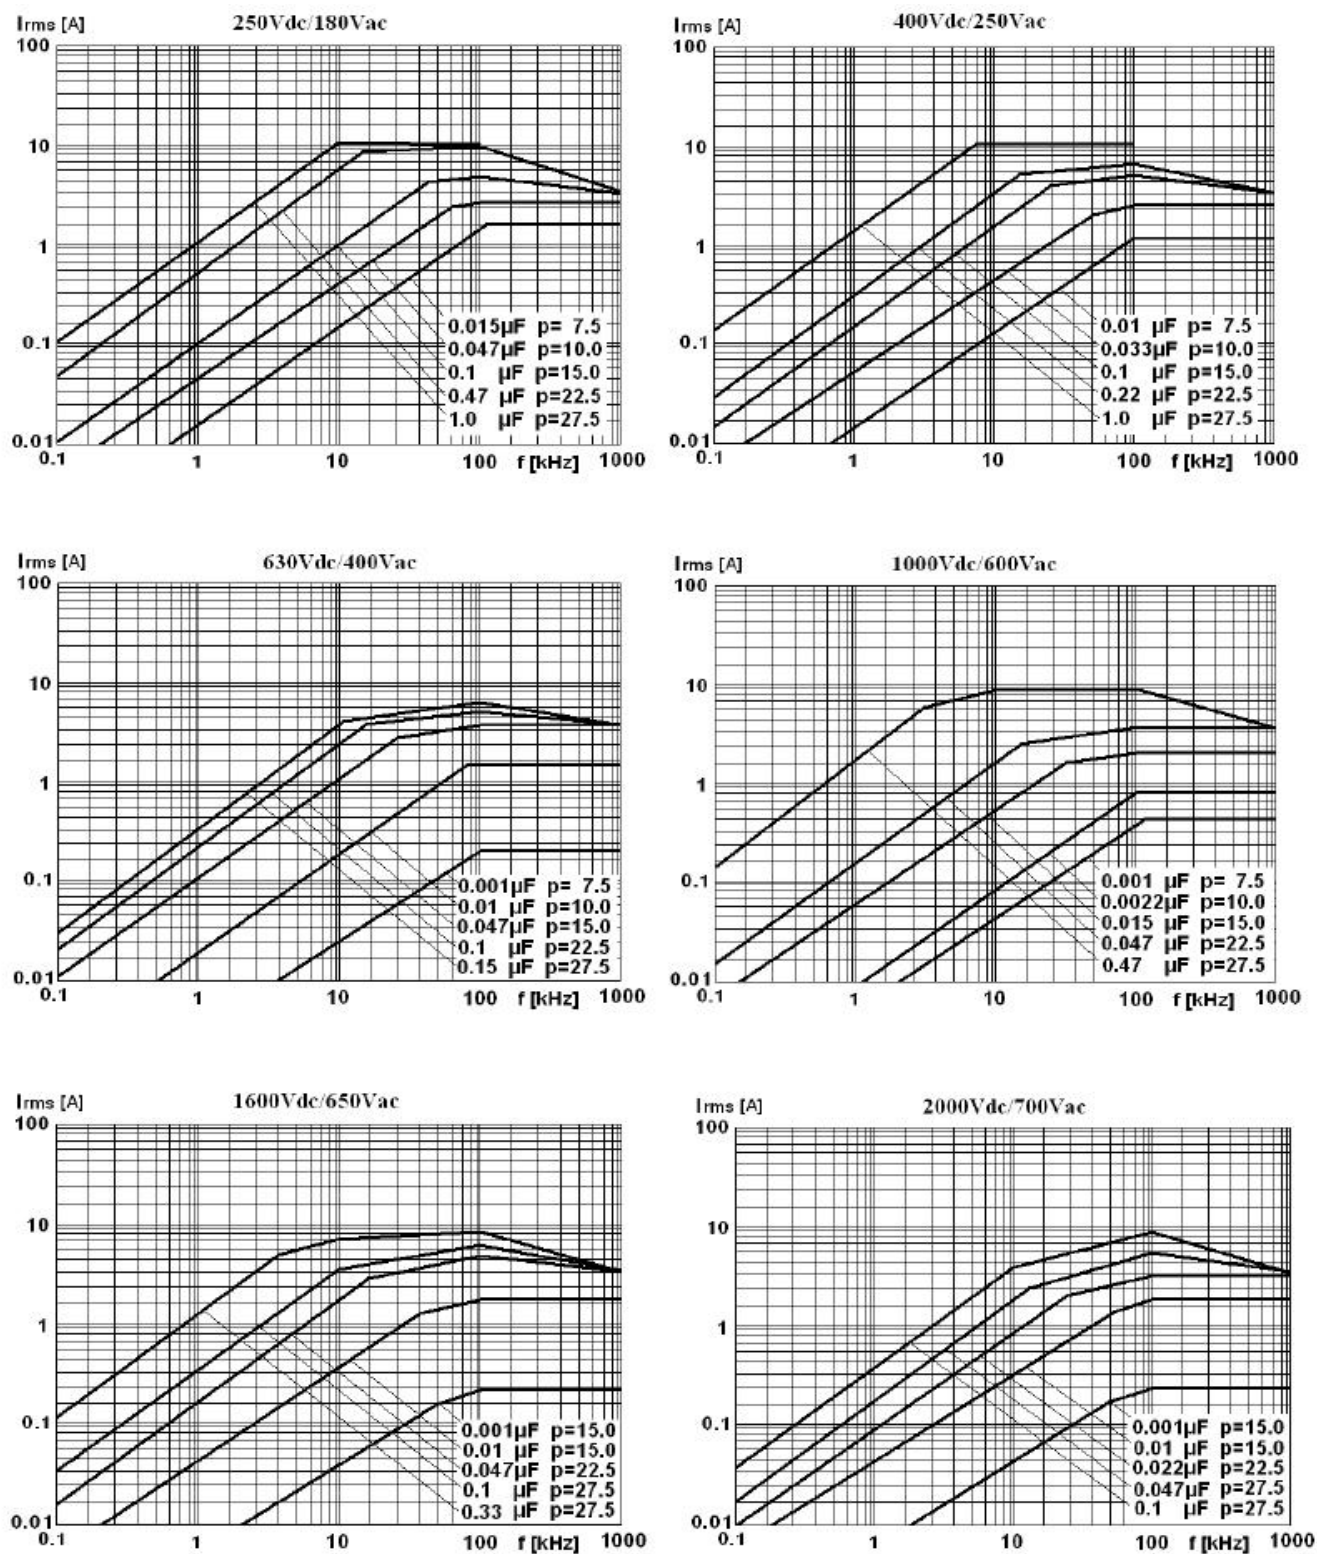 Irms [A] 250Vdc/180Vac
100
10
1
0.1
0.01
0.015µF p= 7.5
0.047µF p=10.0
0.1 µF p=15.0
0.47 µF p=22.5
1.0 µF p=27.5
0.1 1 10 100 f [kHz] 1000
Irms [A] 400Vdc/250Vac
100
10
1
0.1
0.01
0.01 µF p= 7.5
0.033µF p=10.0
0.1 µF p=15.0
0.22 µF p=22.5
1.0 µF p=27.5
0.1 1 10 100 f [kHz] 1000
Irms [A] 630Vdc/400Vac
100
10
1
0.1
0.01
0.001µF p= 7.5
0.01 µF p=10.0
0.047µF p=15.0
0.1 µF p=22.5
0.15 µF p=27.5
0.1 1 10 100 f [kHz] 1000
Irms [A] 1000Vdc/600Vac
100
10
1
0.1
0.01
0.001 µF p= 7.5
0.0022µF p=10.0
0.015 µF p=15.0
0.047 µF p=22.5
0.47 µF p=27.5
0.1 1 10 100 f [kHz] 1000
Irms [A] 1600Vdc/650Vac
100
10
1
0.1
0.01
0.001µF p=15.0
0.01 µF p=15.0
0.047µF p=22.5
0.1 µF p=27.5
0.33 µF p=27.5
0.1 1 10 100 f [kHz] 1000
Irms [A] 2000Vdc/700Vac
100
10
1
0.1
0.01
0.001µF p=15.0
0.01 µF p=15.0
0.022µF p=22.5
0.047µF p=27.5
0.1 µF p=27.5
0.1 1 10 100 f [kHz] 1000